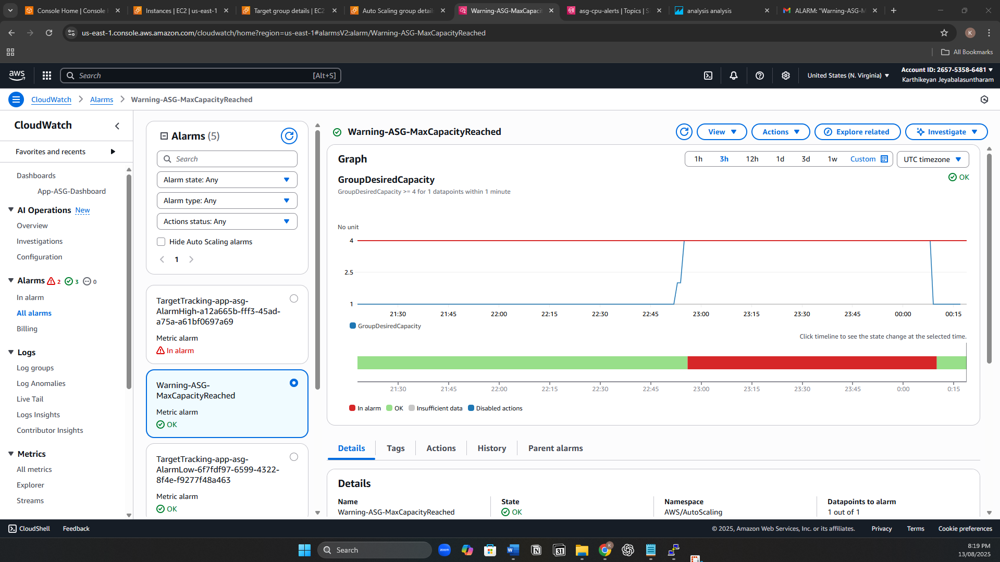 Console Home | Console
Instances | EC2 | us-east-1
Target group details | EC2
Auto Scaling group detail
Warning-ASG-MaxCapacit
asg-cpu-alerts | Topics | S
analysis analysis
ALARM: "Warning-ASG-M
us-east-1.console.aws.amazon.com/cloudwatch/home?region=us-east-1#alarmsV2:alarm/Warning-ASG-MaxCapacityReached
K
All Bookmarks
aws
Search
[Alt+S]
United States (N. Virginia)
Account ID: 2657-5358-6481
Karthikeyan Jeyabalasuntharam
CloudWatch
Alarms
Warning-ASG-MaxCapacityReached
CloudWatch
Favorites and recents
Dashboards
App-ASG-Dashboard
AI Operations New
Overview
Investigations
Configuration
Alarms 2 3 0
In alarm
All alarms
Billing
Logs
Log groups
Log Anomalies
Live Tail
Logs Insights
Contributor Insights
Metrics
All metrics
Explorer
Streams
Alarms (5)
Search
Alarm state: Any
Alarm type: Any
Actions status: Any
Hide Auto Scaling alarms
1
TargetTracking-app-asg-
AlarmHigh-a12a665b-fff3-45ad-
a75a-a61bf0697a69
Metric alarm
In alarm
Warning-ASG-
MaxCapacityReached
Metric alarm
OK
TargetTracking-app-asg-
AlarmLow-6f7fdf97-6599-4322-
8f4e-f9277f48a463
Metric alarm
OK
Warning-ASG-MaxCapacityReached
View
Actions
Explore related
Investigate
Graph
1h 3h 12h 1d 3d 1w Custom
UTC timezone
GroupDesiredCapacity
OK
GroupDesiredCapacity >= 4 for 1 datapoints within 1 minute
No unit
4
2.5
1
21:30 21:45 22:00 22:15 22:30 22:45 23:00 23:15 23:30 23:45 00:00 00:15
GroupDesiredCapacity
Click timeline to see the state change at the selected time.
21:30 21:45 22:00 22:15 22:30 22:45 23:00 23:15 23:30 23:45 0:00 0:15
In alarm OK Insufficient data Disabled actions
Details Tags Actions History Parent alarms
Details
Name
Warning-ASG-MaxCapacityReached
State
OK
Namespace
AWS/AutoScaling
Datapoints to alarm
1 out of 1
CloudShell
Feedback
© 2025, Amazon Web Services, Inc. or its affiliates.
Privacy
Terms
Cookie preferences
Search
zoom
W
N
31
K
8:19 PM
13/08/2025